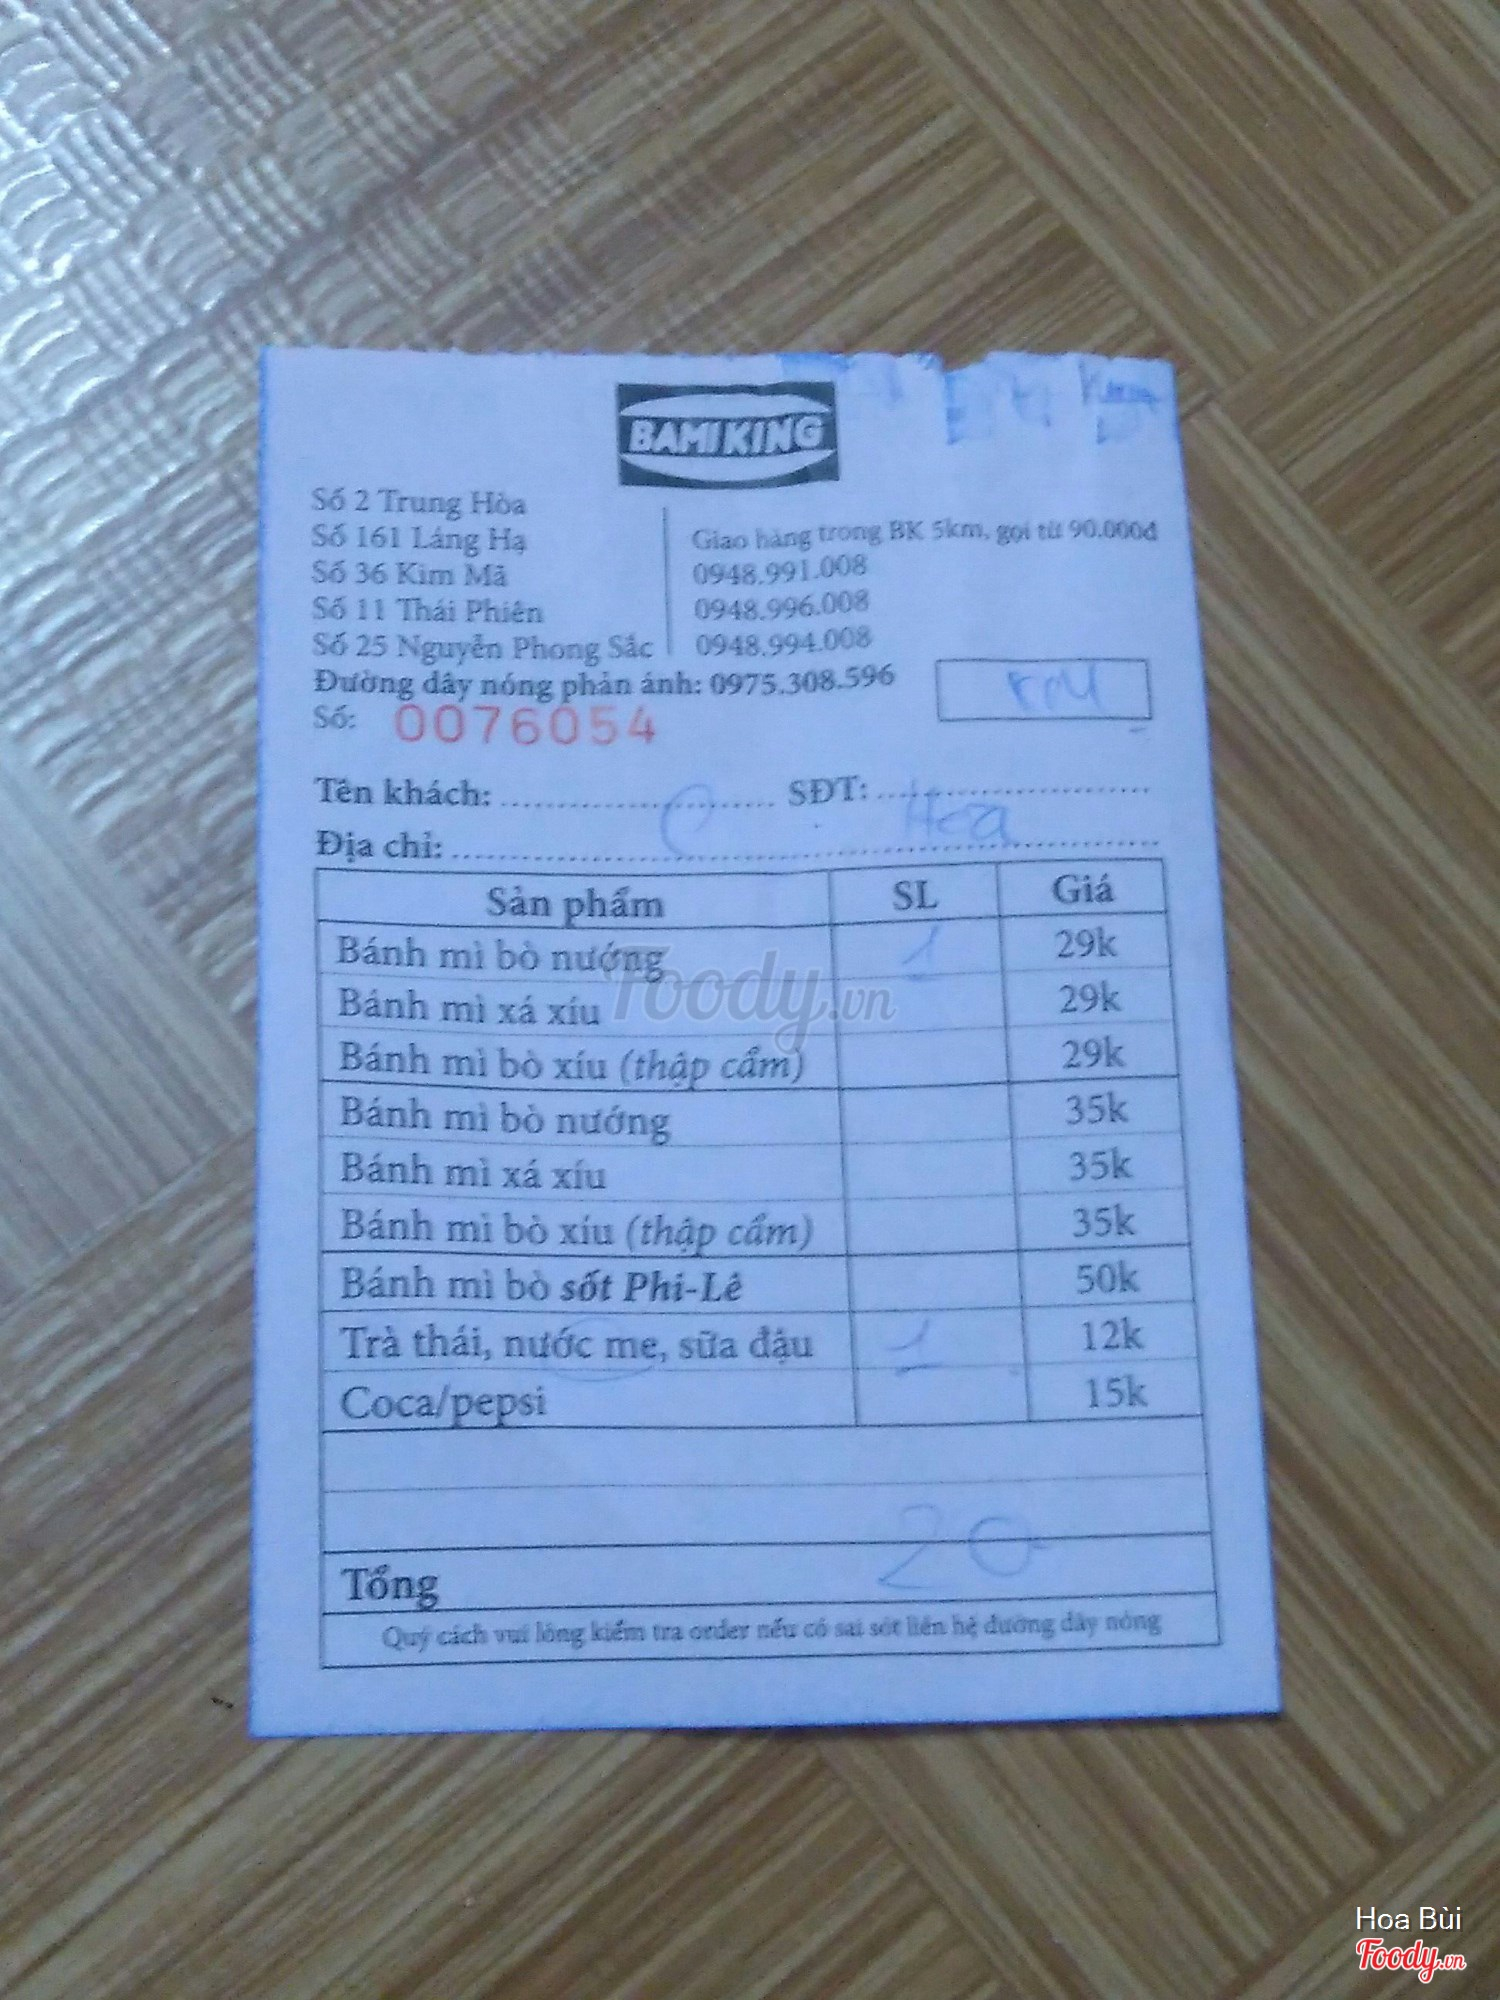 BAMIKING
Số 2 Trung Hòa
Số 161 Láng Hạ
Số 36 Kim Mã
Số 11 Thái Phiên
Số 25 Nguyễn Phong Sắc
Giao hàng trong BK 5km, gọi từ 90.000đ
0948.991.008
0948.996.008
0948.994.008
Đường dây nóng phản ánh: 0975.308.596
Số: 0076054
Tên khách: SĐT:
C Hoa
Địa chỉ:
Sản phẩm SL Giá
Bánh mì bò nướng 1 29k
Bánh mì xá xíu 29k
Bánh mì bò xíu (thập cẩm) 29k
Bánh mì bò nướng 35k
Bánh mì xá xíu 35k
Bánh mì bò xíu (thập cẩm) 35k
Bánh mì bò sốt Phi-Lê 50k
Trà thái, nước me, sữa đậu 1 12k
Coca/pepsi 15k
Tổng 20
Quý cách vui lòng kiểm tra order nếu có sai sót liên hệ đường dây nóng
Foody.vn
Hoa Bùi
Foody.vn